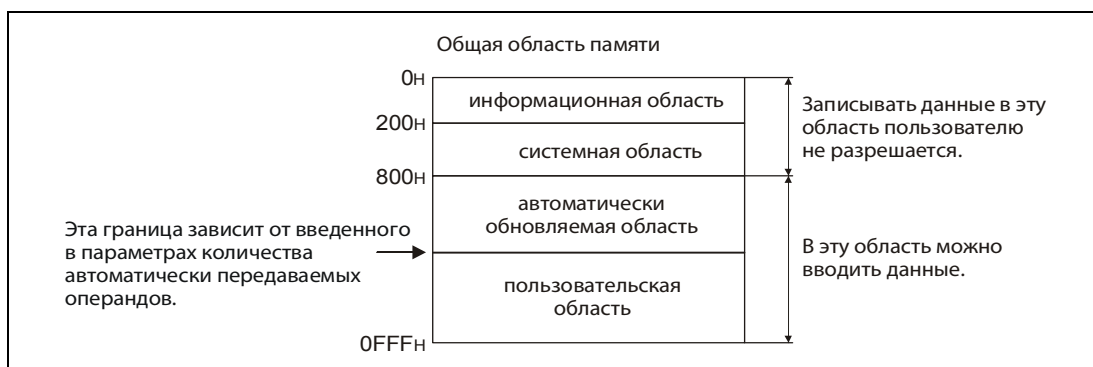 Общая область памяти
0H
информационная область
200H
системная область
800H
Записывать данные в эту
область пользователю
не разрешается.
автоматически
обновляемая область
Эта граница зависит от введенного
в параметрах количества
автоматически передаваемых
операндов.
В эту область можно
вводить данные.
пользовательская
область
0FFFH